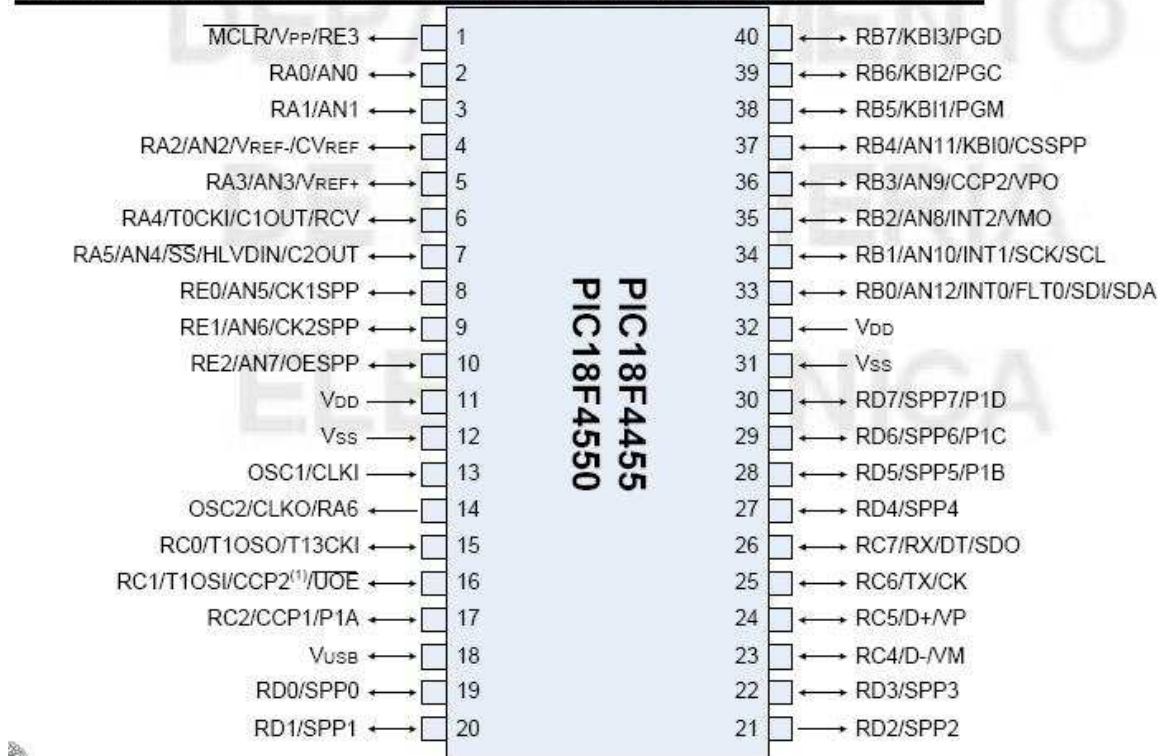 DEPARTAMENTO
MCLR/VPP/RE3 1
RA0/AN0 2
RA1/AN1 3
RA2/AN2/VREF-/CVREF 4
RA3/AN3/VREF+ 5
RA4/T0CKI/C1OUT/RCV 6
RA5/AN4/SS/HLVDIN/C2OUT 7
RE0/AN5/CK1SPP 8
RE1/AN6/CK2SPP 9
RE2/AN7/OESPP 10
VDD 11
VSS 12
OSC1/CLKI 13
OSC2/CLKO/RA6 14
RC0/T1OSO/T13CKI 15
RC1/T1OSI/CCP2(1)/UOE 16
RC2/CCP1/P1A 17
VUSB 18
RD0/SPP0 19
RD1/SPP1 20
PIC18F4455
PIC18F4550
40 RB7/KBI3/PGD
39 RB6/KBI2/PGC
38 RB5/KBI1/PGM
37 RB4/AN11/KBI0/CSSPP
36 RB3/AN9/CCP2/VPO
35 RB2/AN8/INT2/VMO
34 RB1/AN10/INT1/SCK/SCL
33 RB0/AN12/INT0/FLT0/SDI/SDA
32 VDD
31 VSS
30 RD7/SPP7/P1D
29 RD6/SPP6/P1C
28 RD5/SPP5/P1B
27 RD4/SPP4
26 RC7/RX/DT/SDO
25 RC6/TX/CK
24 RC5/D+/VP
23 RC4/D-/VM
22 RD3/SPP3
21 RD2/SPP2